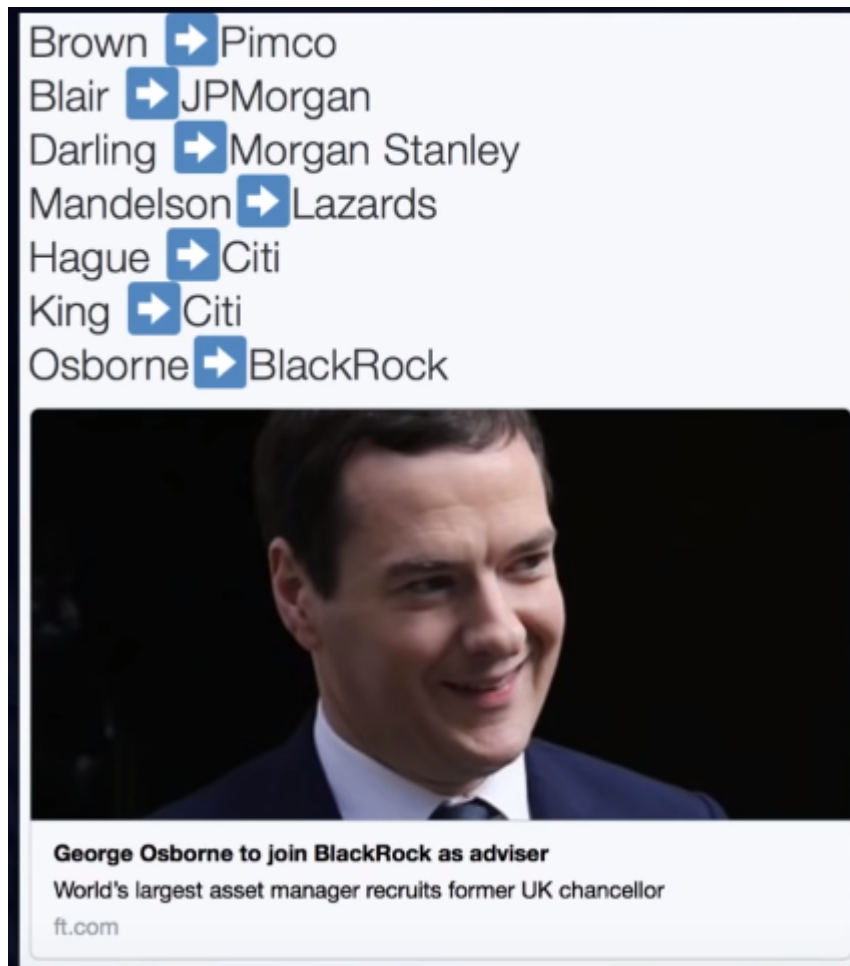 Brown ➡Pimco
Blair ➡JPMorgan
Darling ➡Morgan Stanley
Mandelson➡Lazards
Hague ➡Citi
King ➡Citi
Osborne➡BlackRock
George Osborne to join BlackRock as adviser
World's largest asset manager recruits former UK chancellor
ft.com